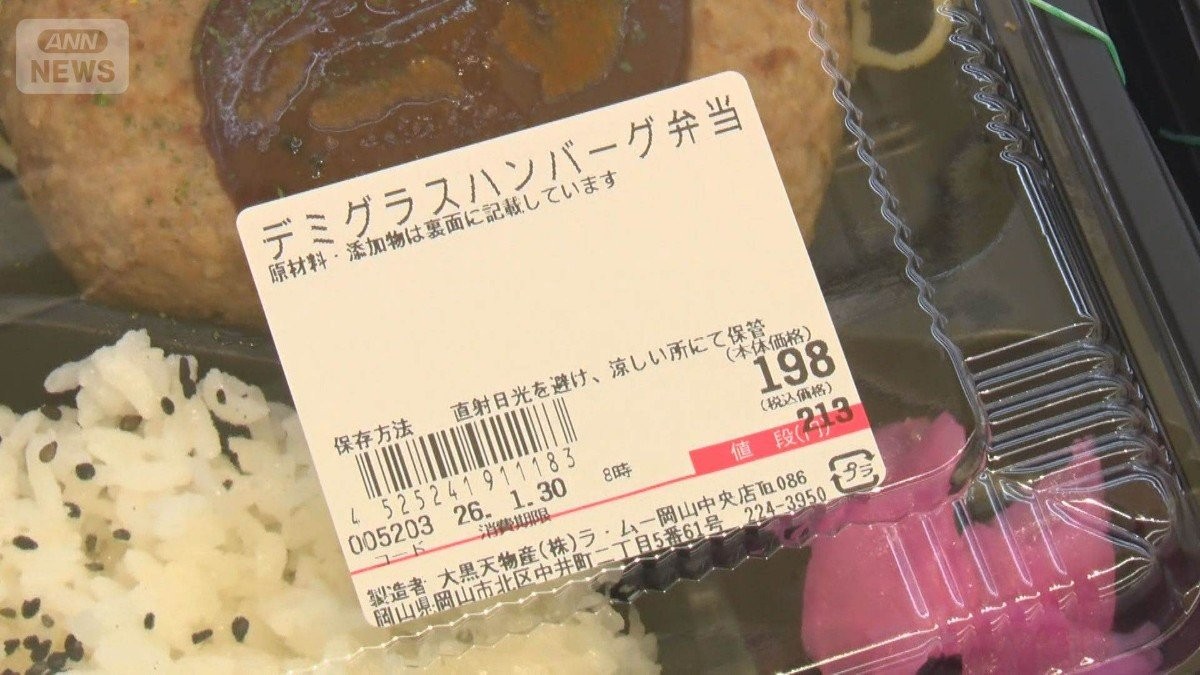 ANN
NEWS
デミグラスハンバーグ弁当
原材料・添加物は裏面に記載しています
保存方法 直射日光を避け、涼しい所にて保管
(本体価格)
198
(税込価格)
213
値段(円)
4525241911183
005203 26. 1.30 8時
コード 消費期限
プラ
製造者 大黒天物産(株)ラ・ムー岡山中央店℡086
岡山県岡山市北区中井町一丁目5番61号 224-3950